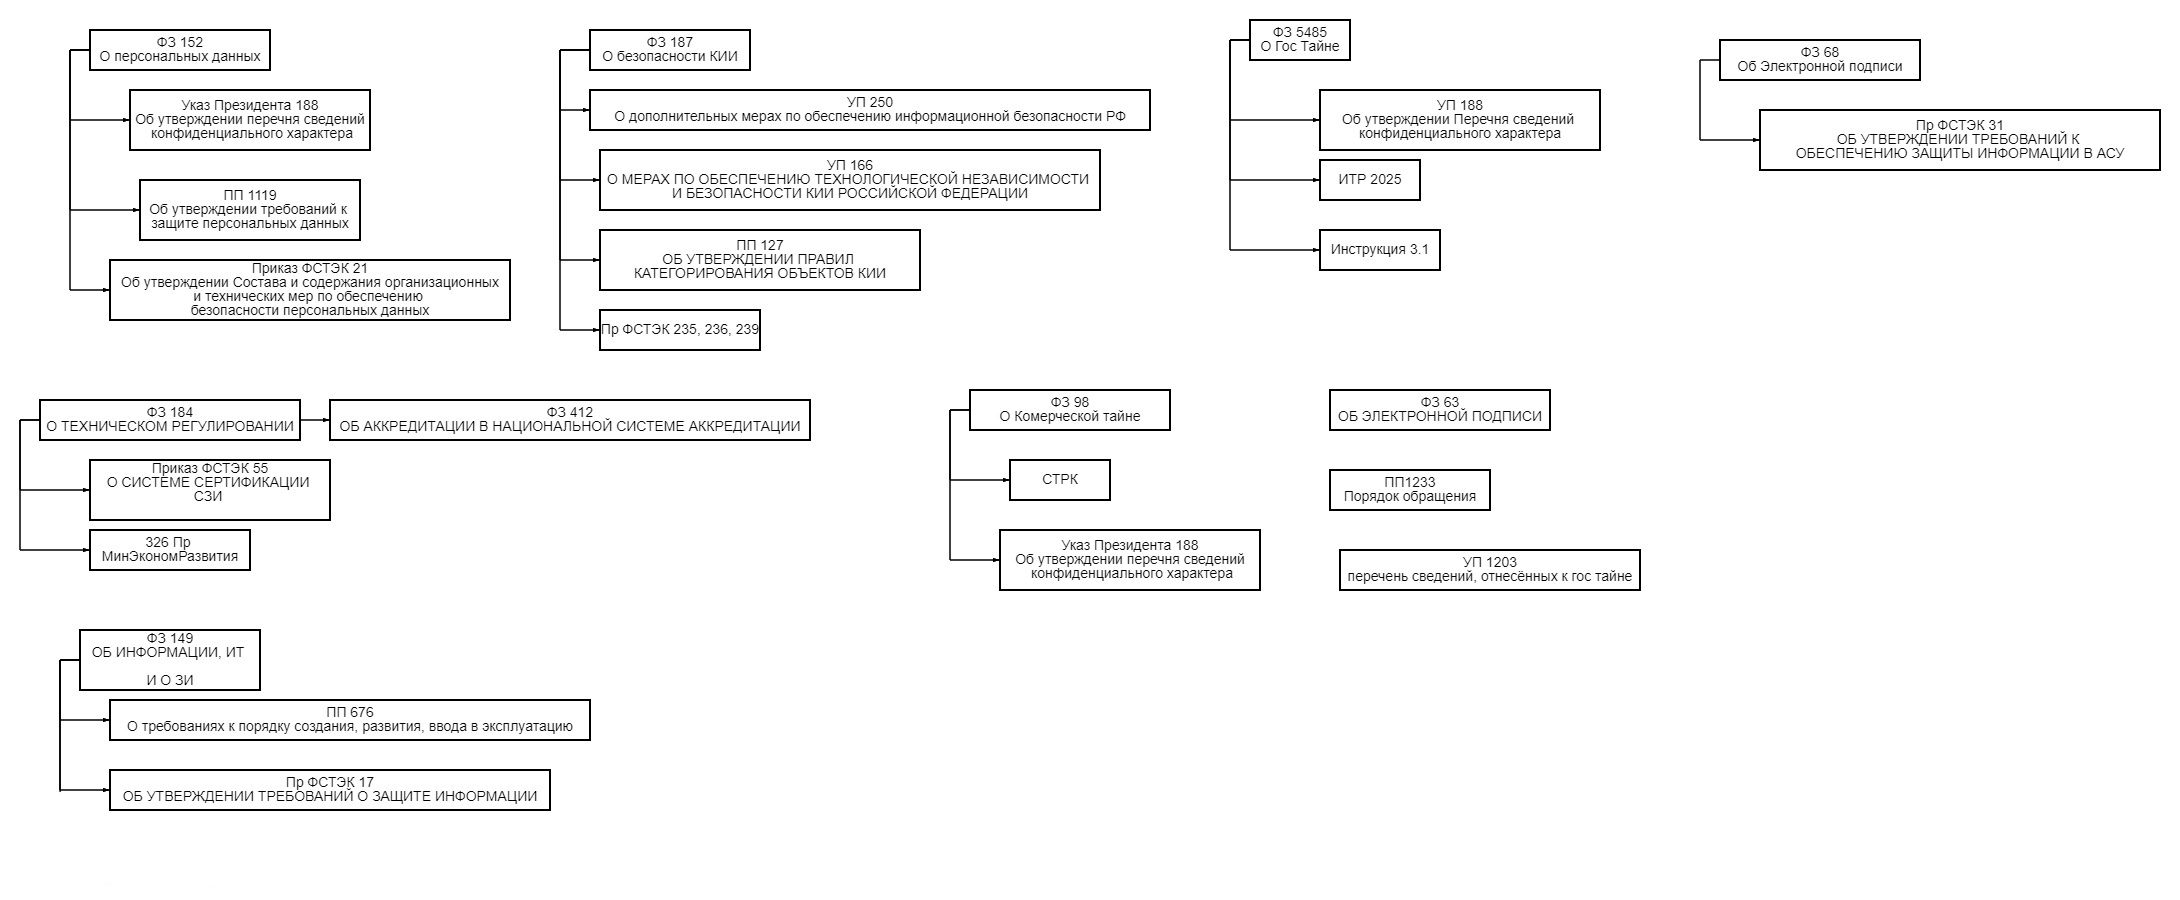 ФЗ 152
О персональных данных
Указ Президента 188
Об утверждении перечня сведений
конфиденциального характера
ПП 1119
Об утверждении требований к
защите персональных данных
Приказ ФСТЭК 21
Об утверждении Состава и содержания организационных
и технических мер по обеспечению
безопасности персональных данных
ФЗ 187
О безопасности КИИ
УП 250
О дополнительных мерах по обеспечению информационной безопасности РФ
УП 166
О МЕРАХ ПО ОБЕСПЕЧЕНИЮ ТЕХНОЛОГИЧЕСКОЙ НЕЗАВИСИМОСТИ
И БЕЗОПАСНОСТИ КИИ РОССИЙСКОЙ ФЕДЕРАЦИИ
ПП 127
ОБ УТВЕРЖДЕНИИ ПРАВИЛ
КАТЕГОРИРОВАНИЯ ОБЪЕКТОВ КИИ
Пр ФСТЭК 235, 236, 239
ФЗ 5485
О Гос Тайне
УП 188
Об утверждении Перечня сведений
конфиденциального характера
ИТР 2025
Инструкция 3.1
ФЗ 68
Об Электронной подписи
Пр ФСТЭК 31
ОБ УТВЕРЖДЕНИИ ТРЕБОВАНИЙ К
ОБЕСПЕЧЕНИЮ ЗАЩИТЫ ИНФОРМАЦИИ В АСУ
ФЗ 184
О ТЕХНИЧЕСКОМ РЕГУЛИРОВАНИИ
ФЗ 412
ОБ АККРЕДИТАЦИИ В НАЦИОНАЛЬНОЙ СИСТЕМЕ АККРЕДИТАЦИИ
Приказ ФСТЭК 55
О СИСТЕМЕ СЕРТИФИКАЦИИ
СЗИ
326 Пр
МинЭкономРазвития
ФЗ 98
О Комерческой тайне
СТРК
Указ Президента 188
Об утверждении перечня сведений
конфиденциального характера
ФЗ 63
ОБ ЭЛЕКТРОННОЙ ПОДПИСИ
ПП1233
Порядок обращения
УП 1203
перечень сведений, отнесённых к гос тайне
ФЗ 149
ОБ ИНФОРМАЦИИ, ИТ
И О ЗИ
ПП 676
О требованиях к порядку создания, развития, ввода в эксплуатацию
Пр ФСТЭК 17
ОБ УТВЕРЖДЕНИИ ТРЕБОВАНИЙ О ЗАЩИТЕ ИНФОРМАЦИИ